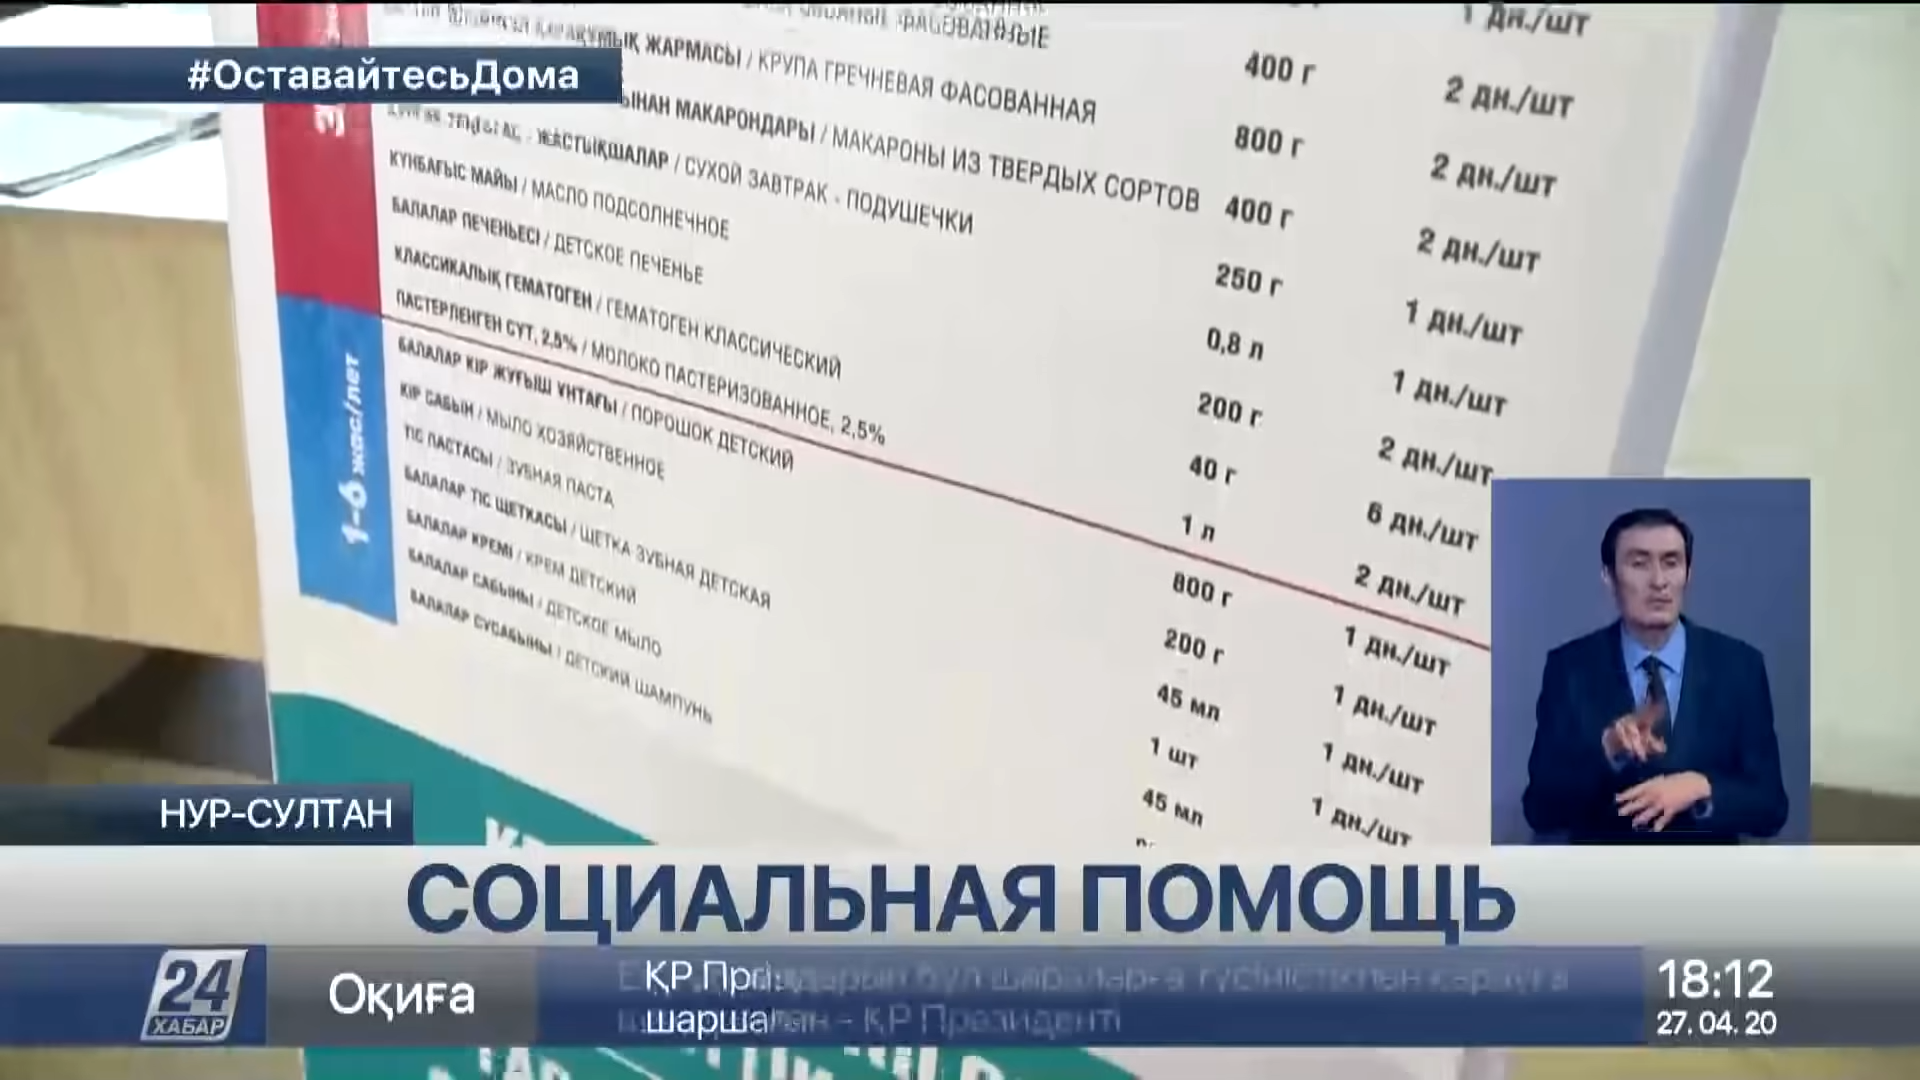 #ОставайтесьДома
ФАСОВАННЫЕ
1 дн./шт
ҚАРАҚҰМЫҚ ЖАРМАСЫ / КРУПА ГРЕЧНЕВАЯ ФАСОВАННАЯ 400 г 2 дн./шт
МАКАРОНДАРЫ / МАКАРОНЫ ИЗ ТВЕРДЫХ СОРТОВ 800 г 2 дн./шт
ЖАСТЫҚШАЛАР / СУХОЙ ЗАВТРАК - ПОДУШЕЧКИ 400 г 2 дн./шт
КҮНБАҒЫС МАЙЫ / МАСЛО ПОДСОЛНЕЧНОЕ 250 г 1 дн./шт
БАЛАЛАР ПЕЧЕНЬЕСІ / ДЕТСКОЕ ПЕЧЕНЬЕ 0,8 л 1 дн./шт
КЛАССИКАЛЫҚ ГЕМАТОГЕН / ГЕМАТОГЕН КЛАССИЧЕСКИЙ 200 г 2 дн./шт
ПАСТЕРЛЕНГЕН СҮТ, 2,5% / МОЛОКО ПАСТЕРИЗОВАННОЕ, 2,5% 40 г 6 дн./шт
1 л 2 дн./шт
1-6 жас/лет
БАЛАЛАР КІР ЖУҒЫШ ҰНТАҒЫ / ПОРОШОК ДЕТСКИЙ 800 г 1 дн./шт
КІР САБЫН / МЫЛО ХОЗЯЙСТВЕННОЕ 200 г 1 дн./шт
ТІС ПАСТАСЫ / ЗУБНАЯ ПАСТА 45 мл 1 дн./шт
БАЛАЛАР ТІС ЩЕТКАСЫ / ЩЕТКА ЗУБНАЯ ДЕТСКАЯ 1 шт 1 дн./шт
БАЛАЛАР КРЕМІ / КРЕМ ДЕТСКИЙ 45 мл
БАЛАЛАР САБЫНЫ / ДЕТСКОЕ МЫЛО
БАЛАЛАР СУСАБЫНЫ / ДЕТСКИЙ ШАМПУНЬ
НУР-СУЛТАН
СОЦИАЛЬНАЯ ПОМОЩЬ
24 ХАБАР
Оқиға
18:12
27.04.20